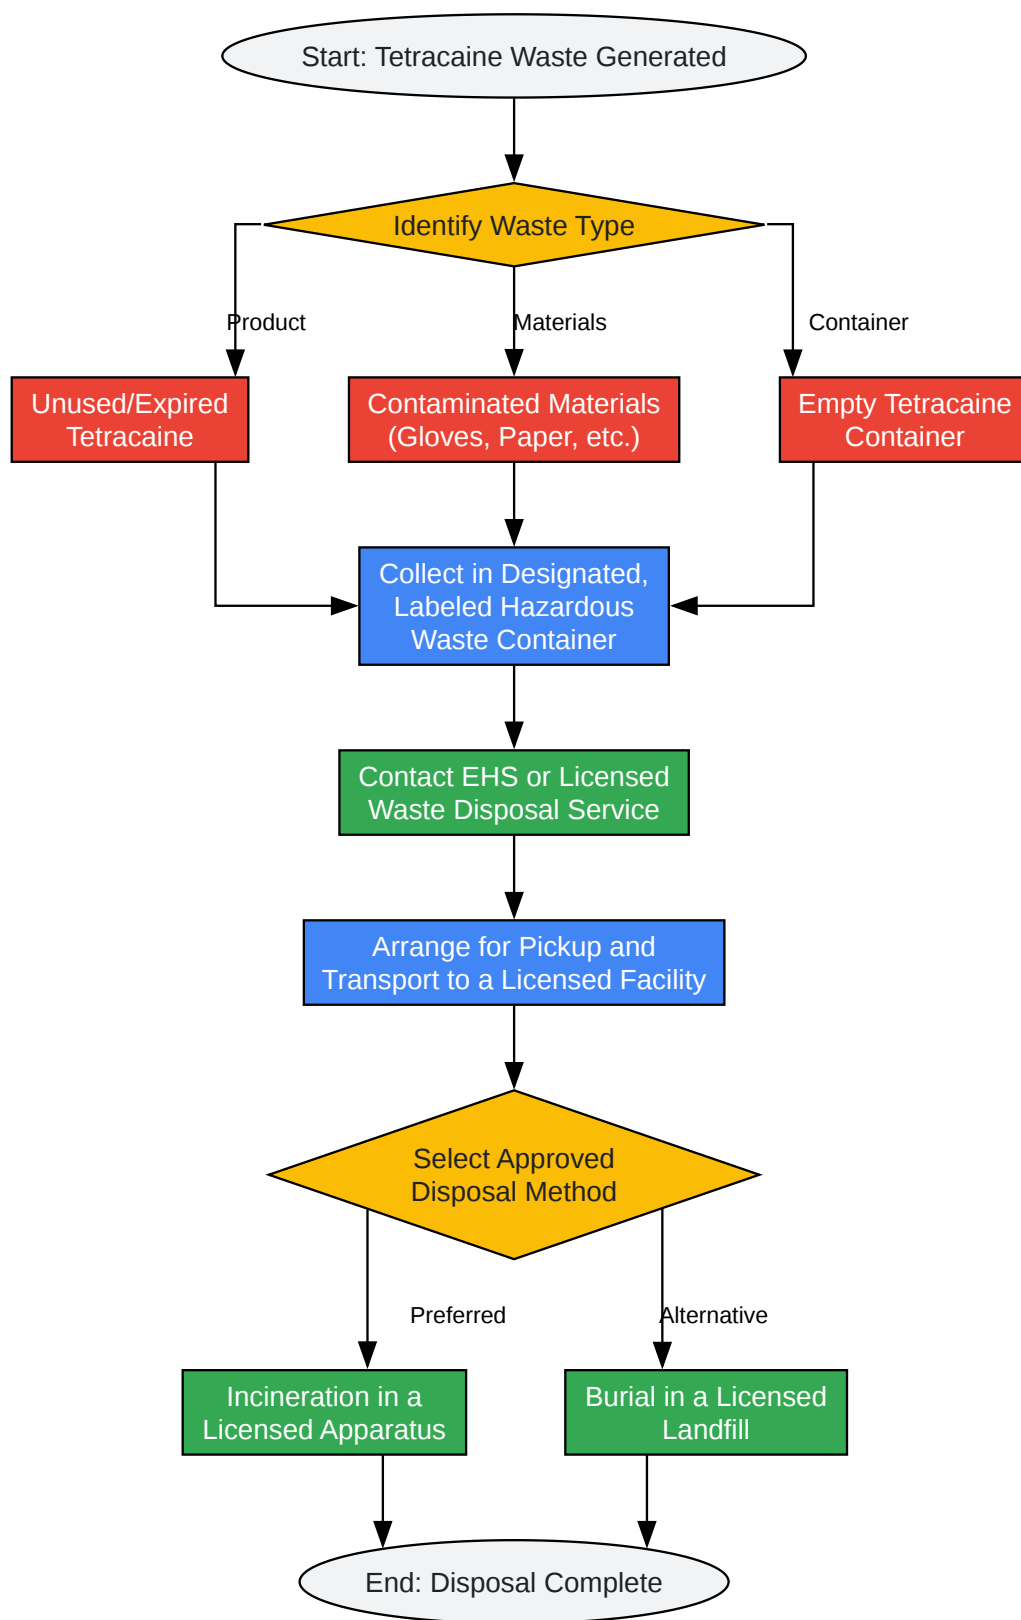 Start: Tetracaine Waste Generated
Identify Waste Type
Product
Materials
Container
Unused/Expired
Tetracaine
Contaminated Materials
(Gloves, Paper, etc.)
Empty Tetracaine
Container
Collect in Designated,
Labeled Hazardous
Waste Container
Contact EHS or Licensed
Waste Disposal Service
Arrange for Pickup and
Transport to a Licensed Facility
Select Approved
Disposal Method
Preferred
Alternative
Incineration in a
Licensed Apparatus
Burial in a Licensed
Landfill
End: Disposal Complete